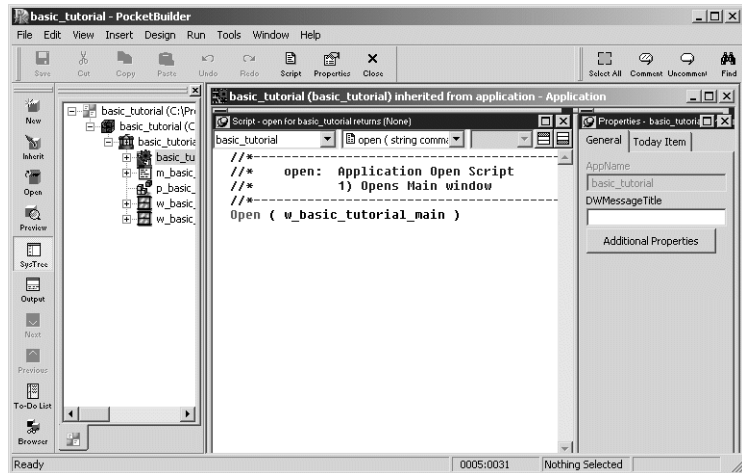 basic_tutorial - PocketBuilder
File Edit View Insert Design Run Tools Window Help
Save Cut Copy Paste Undo Redo Script Properties Close Select All Comment Uncomment Find
New
Inherit
Open
Preview
SysTree
Output
Next
Previous
To-Do List
Browser
basic_tutorial (C:\Pr
basic_tutorial (C
basic_tutoria
basic_tu
m_basic_
p_basic_
w_basic_
w_basic_
basic_tutorial (basic_tutorial) inherited from application - Application
Script - open for basic_tutorial returns (None)
basic_tutorial open ( string comma
//*----------------------------------------
//* open: Application Open Script
//* 1) Opens Main window
//*----------------------------------------
Open ( w_basic_tutorial_main )
Properties - basic_tutoria
General Today Item
AppName
basic_tutorial
DWMessageTitle
Additional Properties
Ready 0005:0031 Nothing Selected